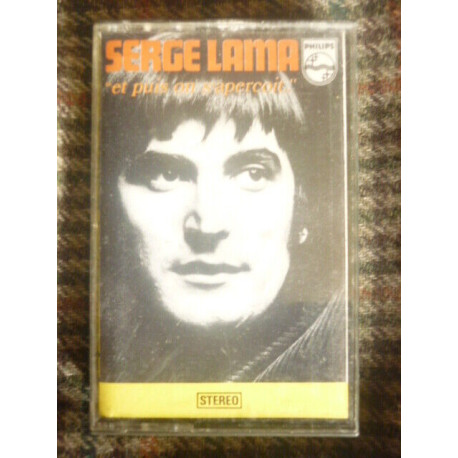 SERGE LAMA
PHILIPS
"et puis on s'aperçoit"
STEREO